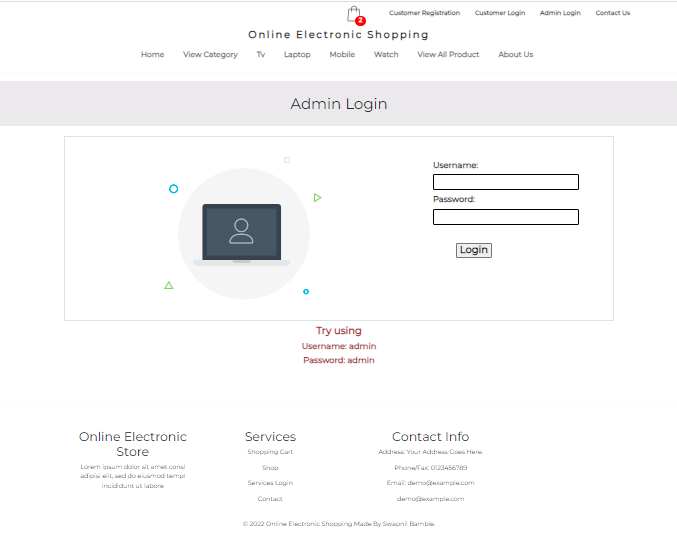 2
Customer Registration Customer Login Admin Login Contact Us
Online Electronic Shopping
Home View Category Tv Laptop Mobile Watch View All Product About Us
Admin Login
Username:
Password:
Login
Try using
Username: admin
Password: admin
Online Electronic
Store
Lorem ipsum dolor sit amet consl
adipisi elit, sed do eiusmod templ
incididunt ut labore
Services
Shopping Cart
Shop
Services Login
Contact
Contact Info
Address: Your Address Goes Here.
Phone/Fax: 0123456789
Email: demo@example.com
demo@example.com
© 2022 Online Electronic Shopping Made By Swapnil Bamble.